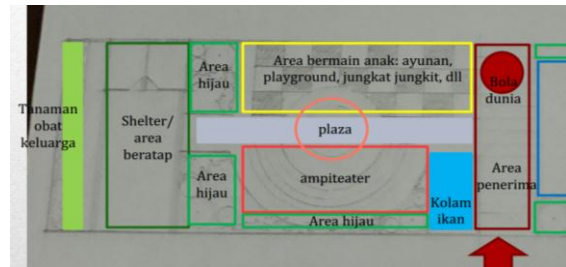 Tanaman
obat
keluarga
Shelter/
area
beratap
Area
hijau
Area
hijau
Area bermain anak: ayunan,
playground, jungkat jungkit, dll
plaza
ampiteater
Area hijau
Kolam
ikan
Bola
dunia
Area
penerima